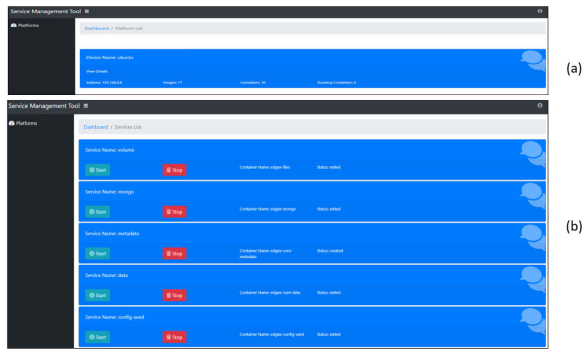 Service Management Tool
Platforms
Dashboard / Platform List
Device Name: ubuntu
View Details
Address: 192.168.0.8 Images: 17 Containers: 10 Running Containers: 0
(a)
Service Management Tool
Platforms
Dashboard / Services List
Service Name: volume
Start Stop Container Name: edgex-files Status: exited
Service Name: mongo
Start Stop Container Name: edgex-mongo Status: exited
Service Name: metadata
Start Stop Container Name: edgex-core-
metadata Status: created
(b)
Service Name: data
Start Stop Container Name: edgex-core-data Status: exited
Service Name: config-seed
Start Stop Container Name: edgex-config-seed Status: exited